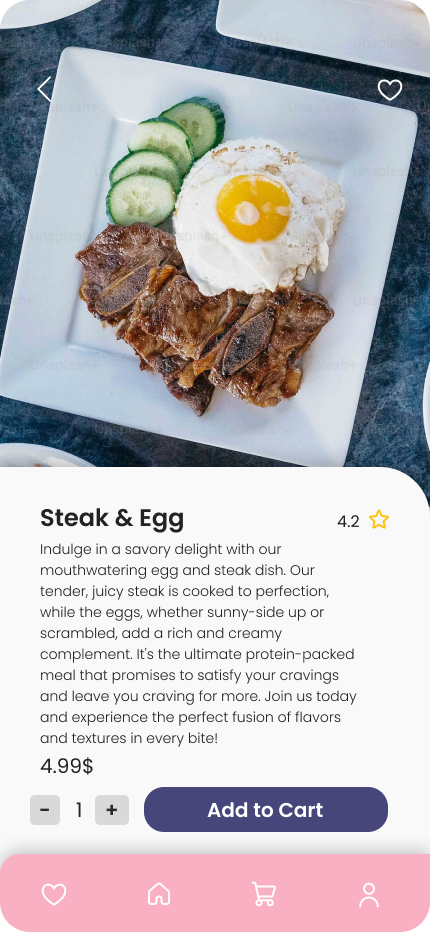 Steak & Egg
4.2
Indulge in a savory delight with our
mouthwatering egg and steak dish. Our
tender, juicy steak is cooked to perfection,
while the eggs, whether sunny-side up or
scrambled, add a rich and creamy
complement. It's the ultimate protein-packed
meal that promises to satisfy your cravings
and leave you craving for more. Join us today
and experience the perfect fusion of flavors
and textures in every bite!
4.99$
- 1 + Add to Cart